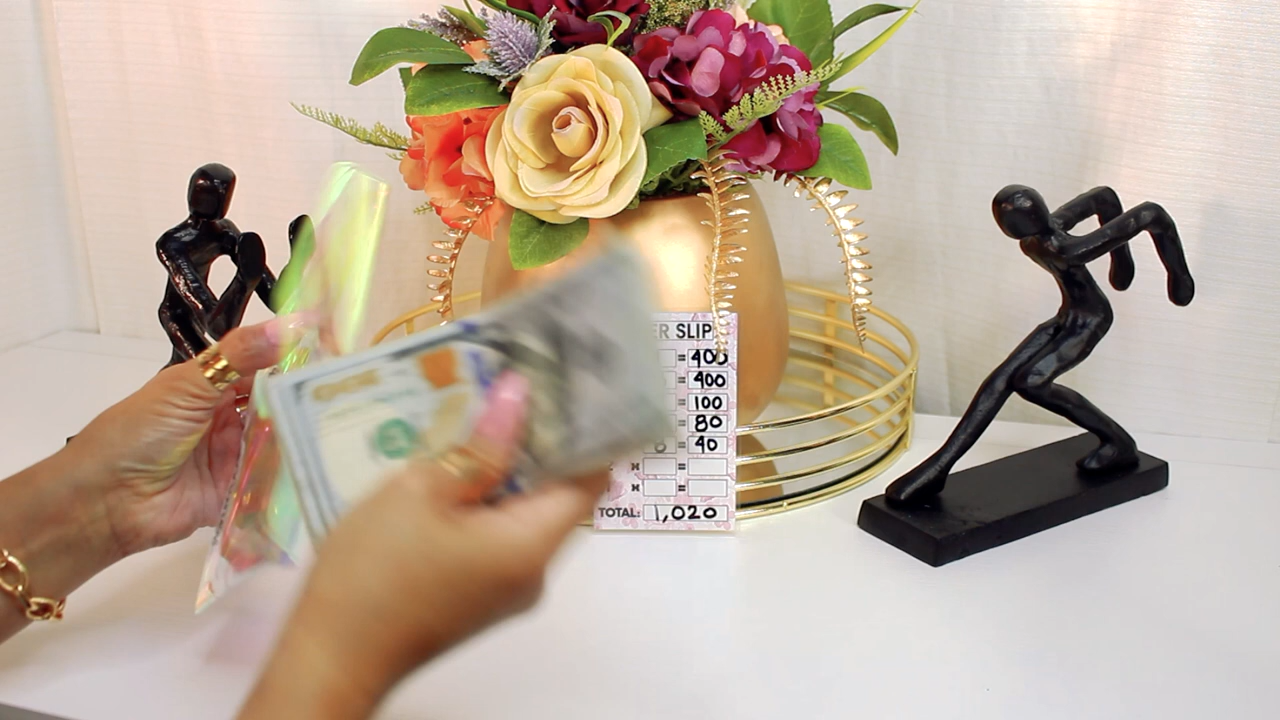 ER SLIP
= 400
= 400
= 100
= 80
= 40
x =
x =
TOTAL: 1,020